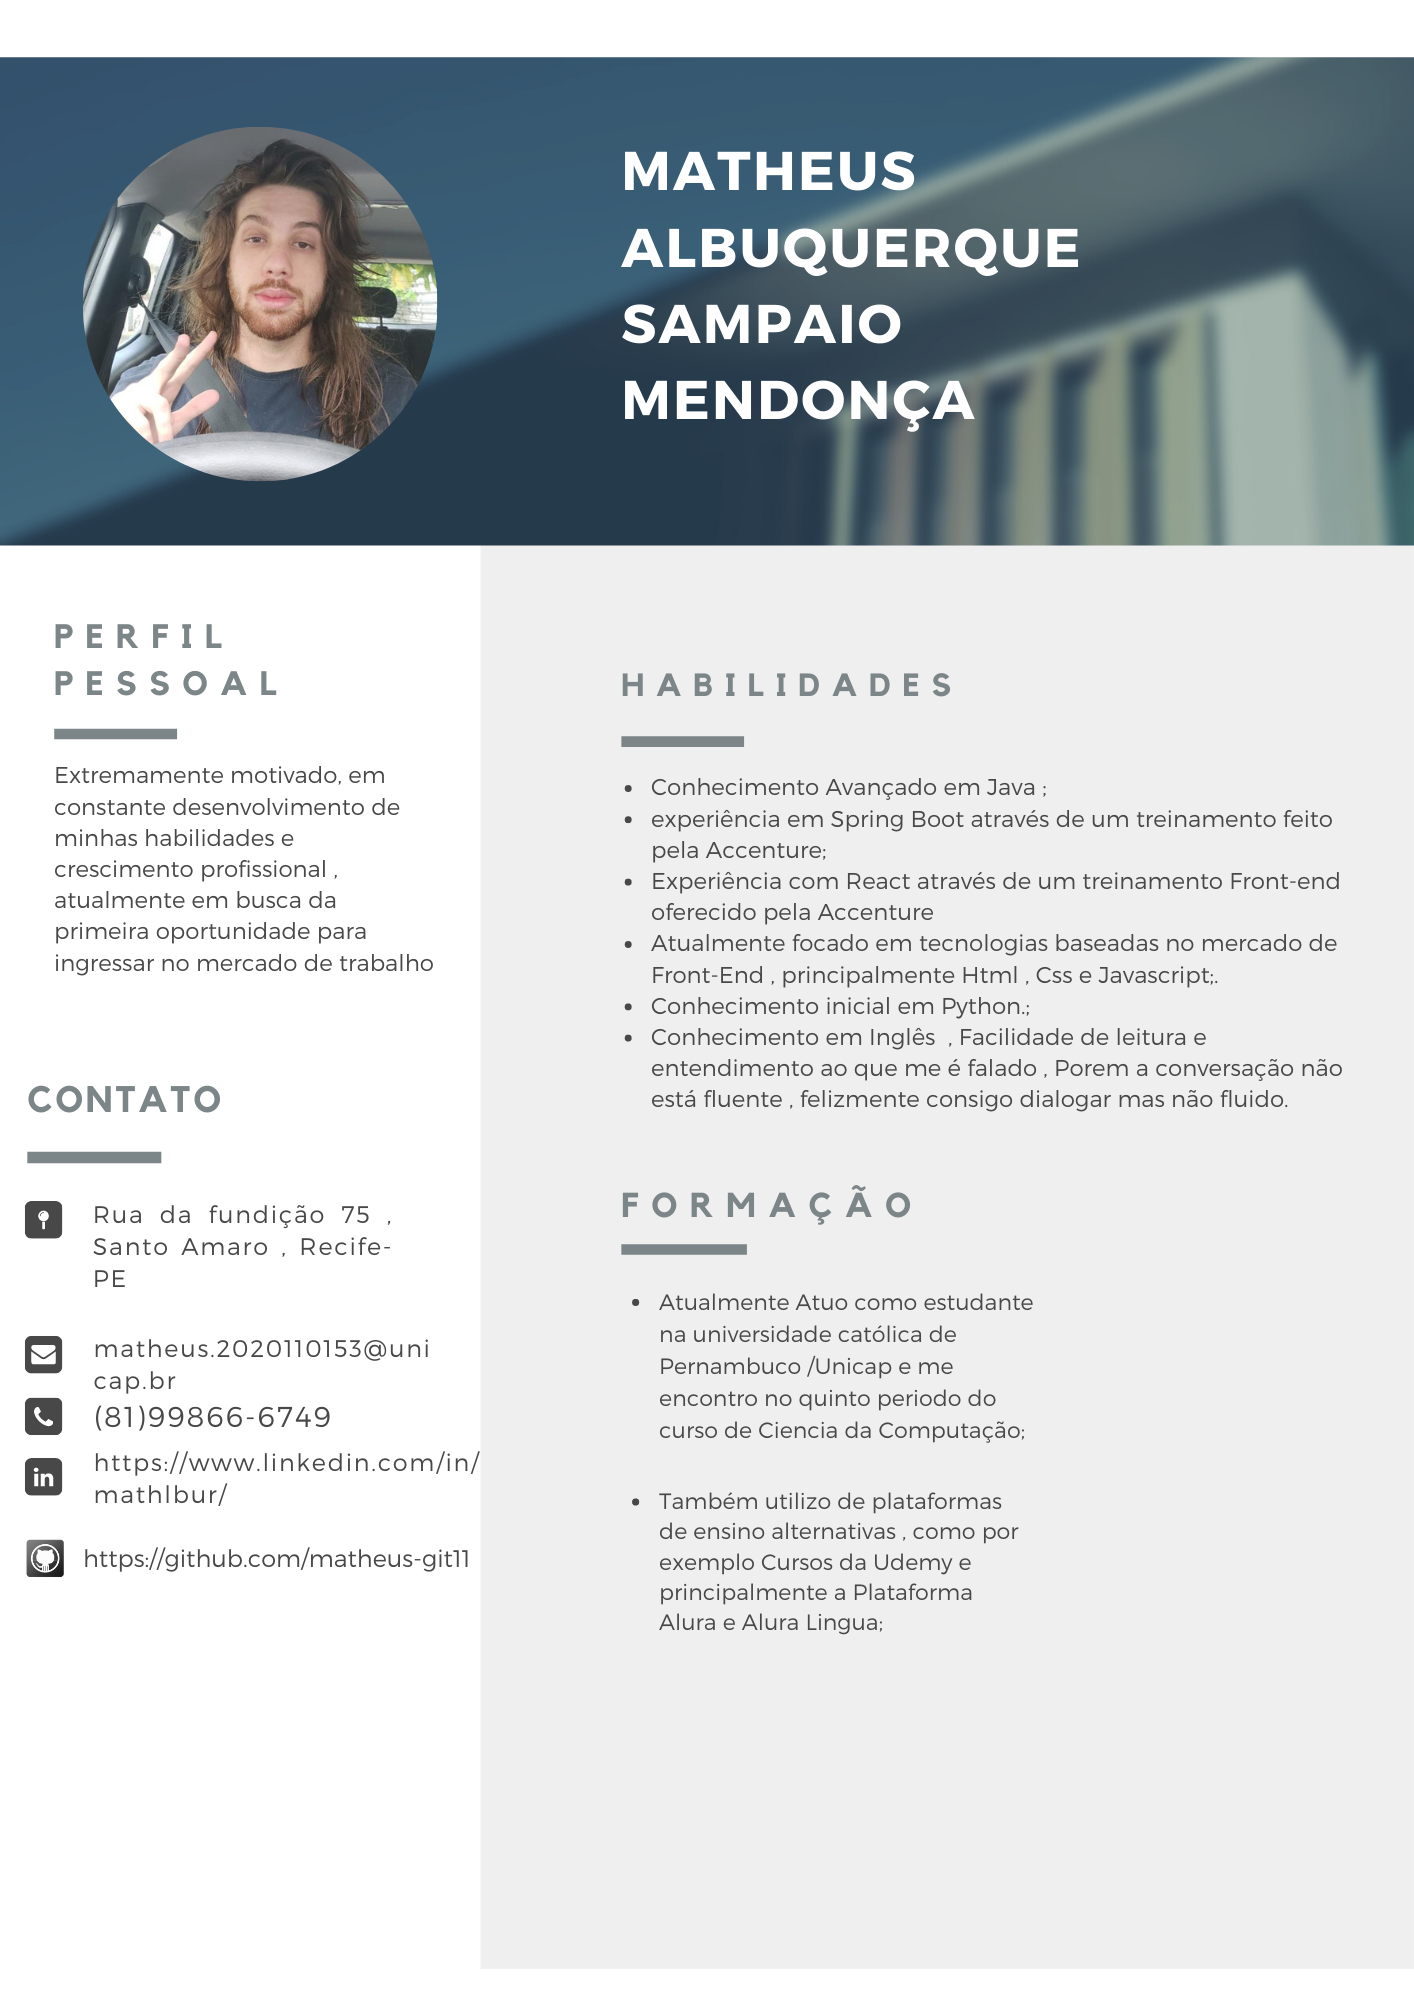 MATHEUS
ALBUQUERQUE
SAMPAIO
MENDONÇA
PERFIL
PESSOAL
Extremamente motivado, em
constante desenvolvimento de
minhas habilidades e
crescimento profissional ,
atualmente em busca da
primeira oportunidade para
ingressar no mercado de trabalho
CONTATO
Rua da fundição 75 ,
Santo Amaro , Recife-
PE
matheus.2020110153@uni
cap.br
(81)99866-6749
https://www.linkedin.com/in/
mathlbur/
https://github.com/matheus-git11
HABILIDADES
• Conhecimento Avançado em Java ;
• experiência em Spring Boot através de um treinamento feito
pela Accenture;
• Experiência com React através de um treinamento Front-end
oferecido pela Accenture
• Atualmente focado em tecnologias baseadas no mercado de
Front-End , principalmente Html , Css e Javascript;.
• Conhecimento inicial em Python.;
• Conhecimento em Inglês  , Facilidade de leitura e
entendimento ao que me é falado , Porem a conversação não
está fluente , felizmente consigo dialogar mas não fluido.
FORMAÇÃO
• Atualmente Atuo como estudante
na universidade católica de
Pernambuco /Unicap e me
encontro no quinto periodo do
curso de Ciencia da Computação;
• Também utilizo de plataformas
de ensino alternativas , como por
exemplo Cursos da Udemy e
principalmente a Plataforma
Alura e Alura Lingua;